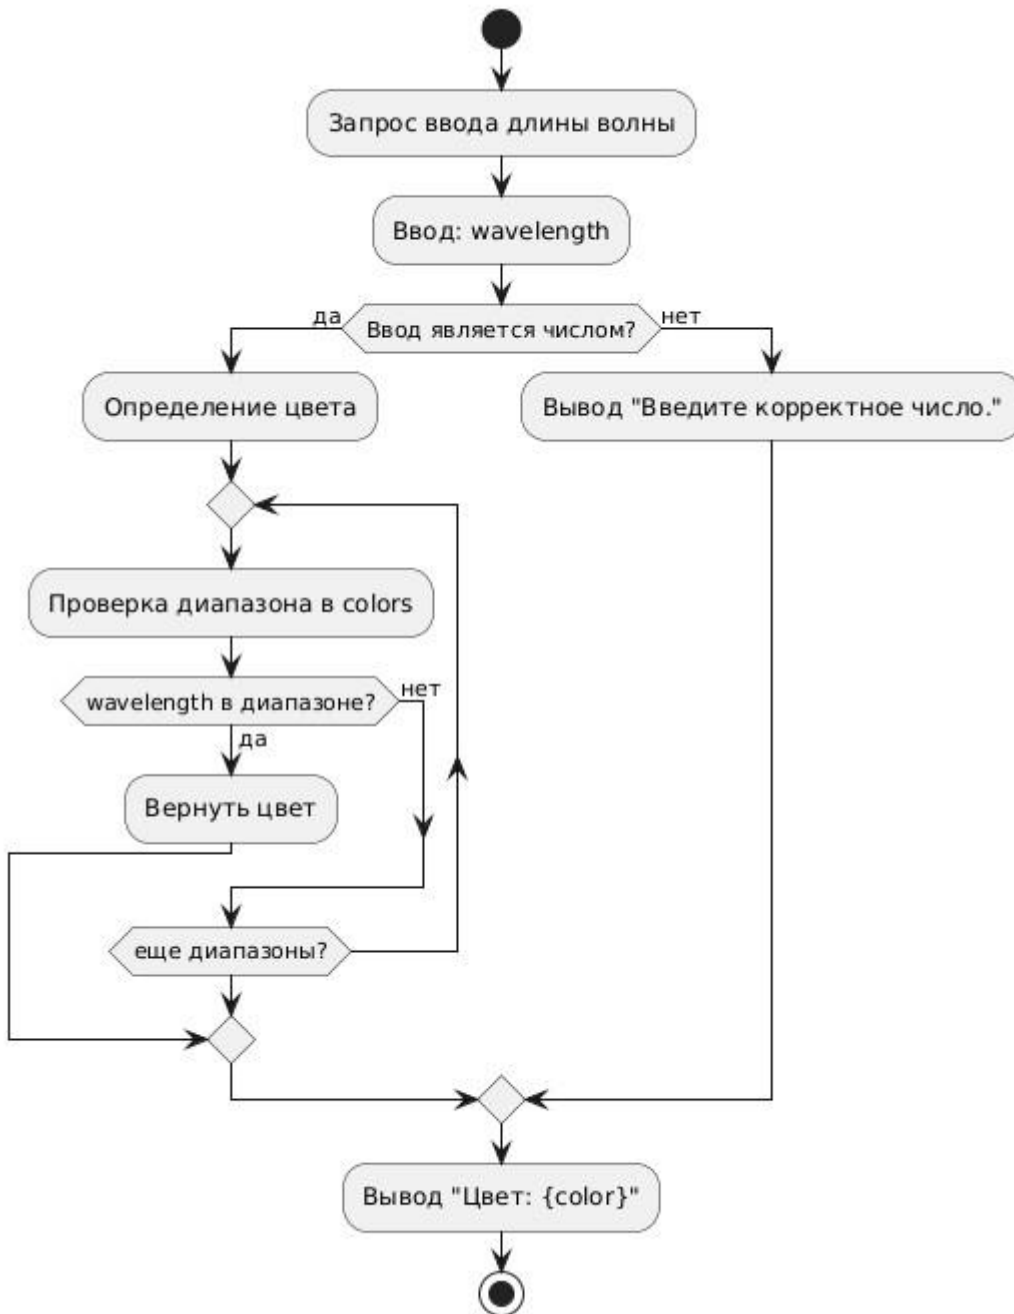 Запрос ввода длины волны
Ввод: wavelength
да
Ввод является числом?
нет
Определение цвета
Вывод "Введите корректное число."
Проверка диапазона в colors
wavelength в диапазоне?
нет
да
Вернуть цвет
еще диапазоны?
Вывод "Цвет: {color}"